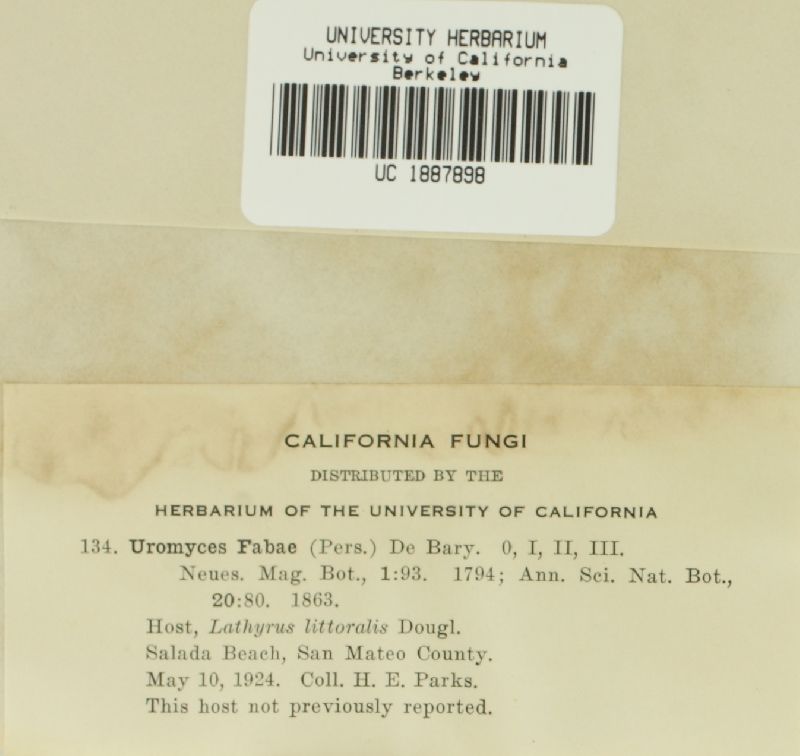 UNIVERSITY HERBARIUM
University of California
Berkeley
UC 1887898
CALIFORNIA FUNGI
DISTRIBUTED BY THE
HERBARIUM OF THE UNIVERSITY OF CALIFORNIA
134. Uromyces Fabae (Pers.) De Bary. 0, I, II, III.
Neues. Mag. Bot., 1:93. 1794; Ann. Sci. Nat. Bot.,
20:80. 1863.
Host, Lathyrus littoralis Dougl.
Salada Beach, San Mateo County.
May 10, 1924. Coll. H. E. Parks.
This host not previously reported.